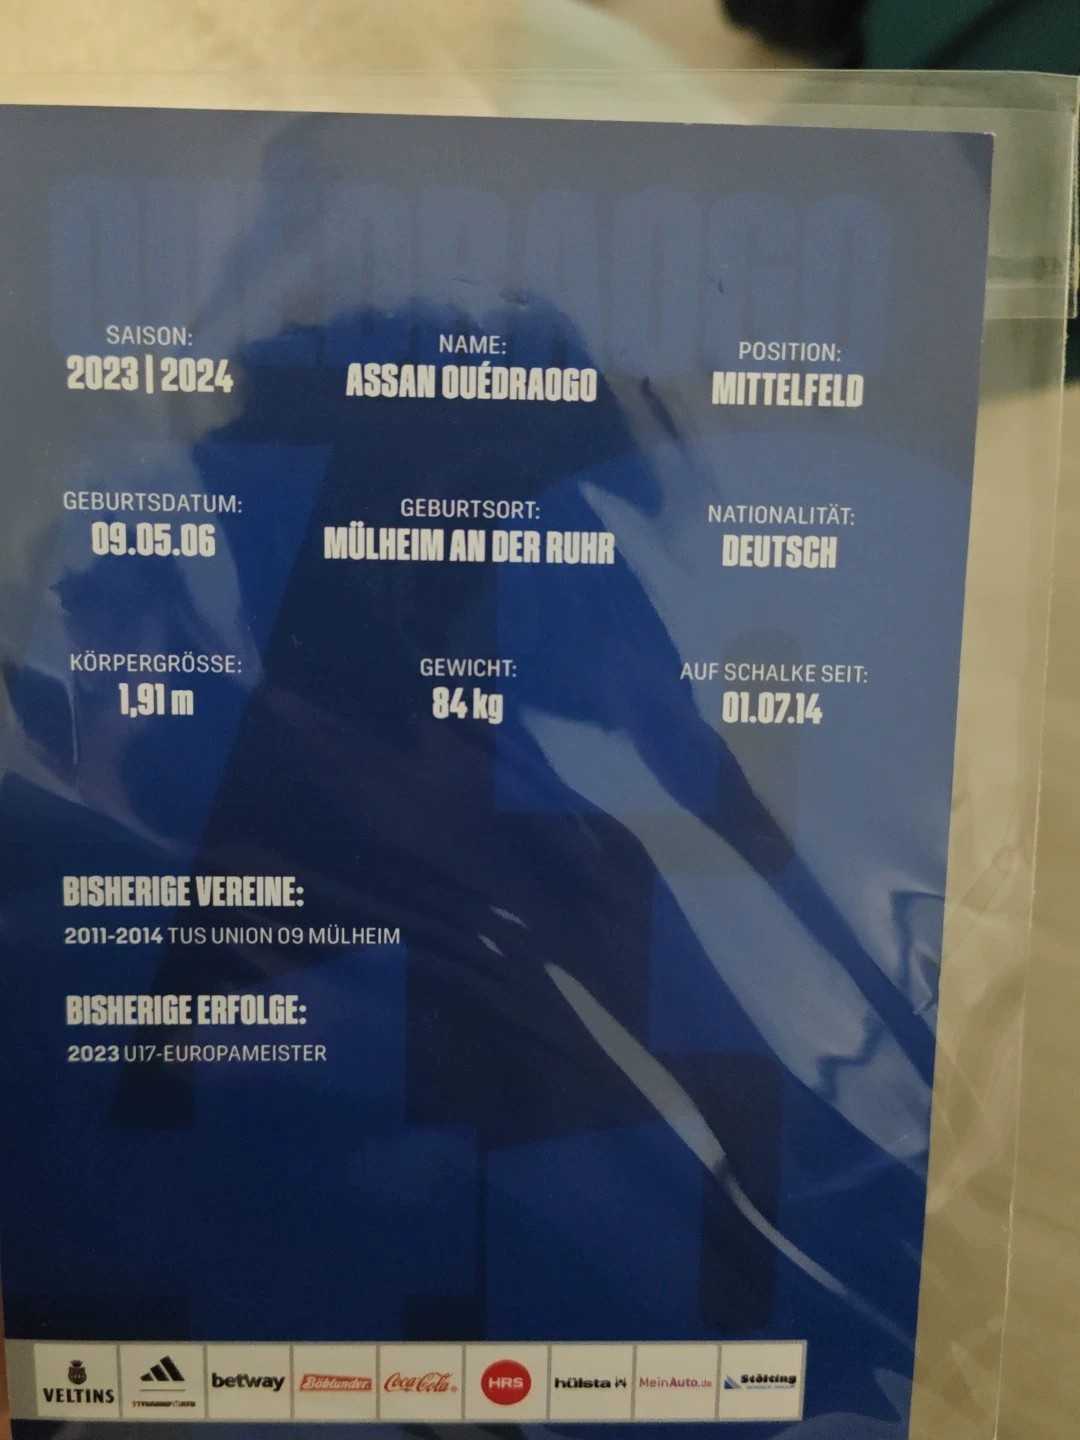 OUÉDRAOGO
SAISON:
2023 | 2024
NAME:
ASSAN OUÉDRAOGO
POSITION:
MITTELFELD
GEBURTSDATUM:
09.05.06
GEBURTSORT:
MÜLHEIM AN DER RUHR
NATIONALITÄT:
DEUTSCH
KÖRPERGRÖSSE:
1,91 m
GEWICHT:
84 kg
AUF SCHALKE SEIT:
01.07.14
BISHERIGE VEREINE:
2011-2014 TUS UNION 09 MÜLHEIM
BISHERIGE ERFOLGE:
2023 U17-EUROPAMEISTER
VELTINS
betway
Böklunder
Coca-Cola
HRS
hülsta
MeinAuto.de
Stölting